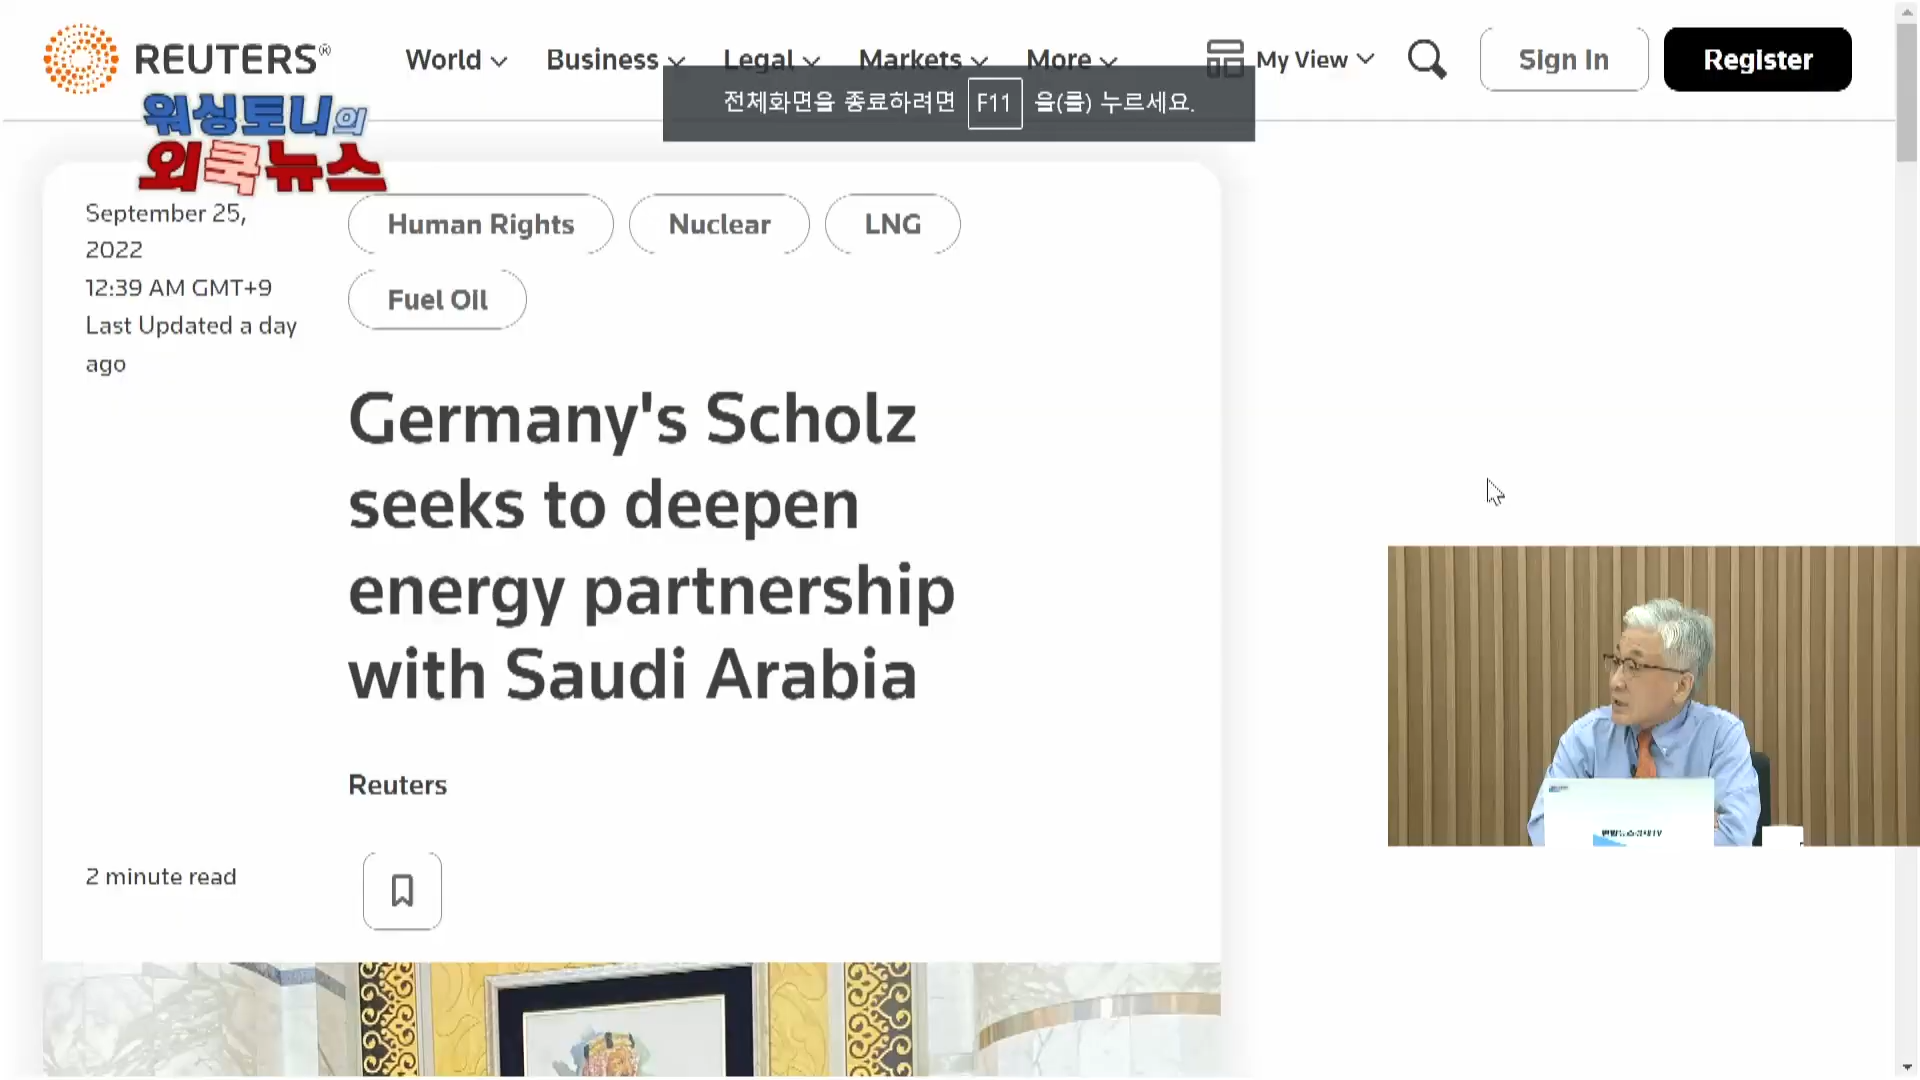 REUTERS®
World
Business
Legal
Markets
More
My View
Sign In
Register
전체화면을 종료하려면 F11 을(를) 누르세요.
워싱토니의
외쿡뉴스
September 25,
2022
12:39 AM GMT+9
Last Updated a day
ago
Human Rights
Nuclear
LNG
Fuel OIl
Germany's Scholz
seeks to deepen
energy partnership
with Saudi Arabia
Reuters
2 minute read